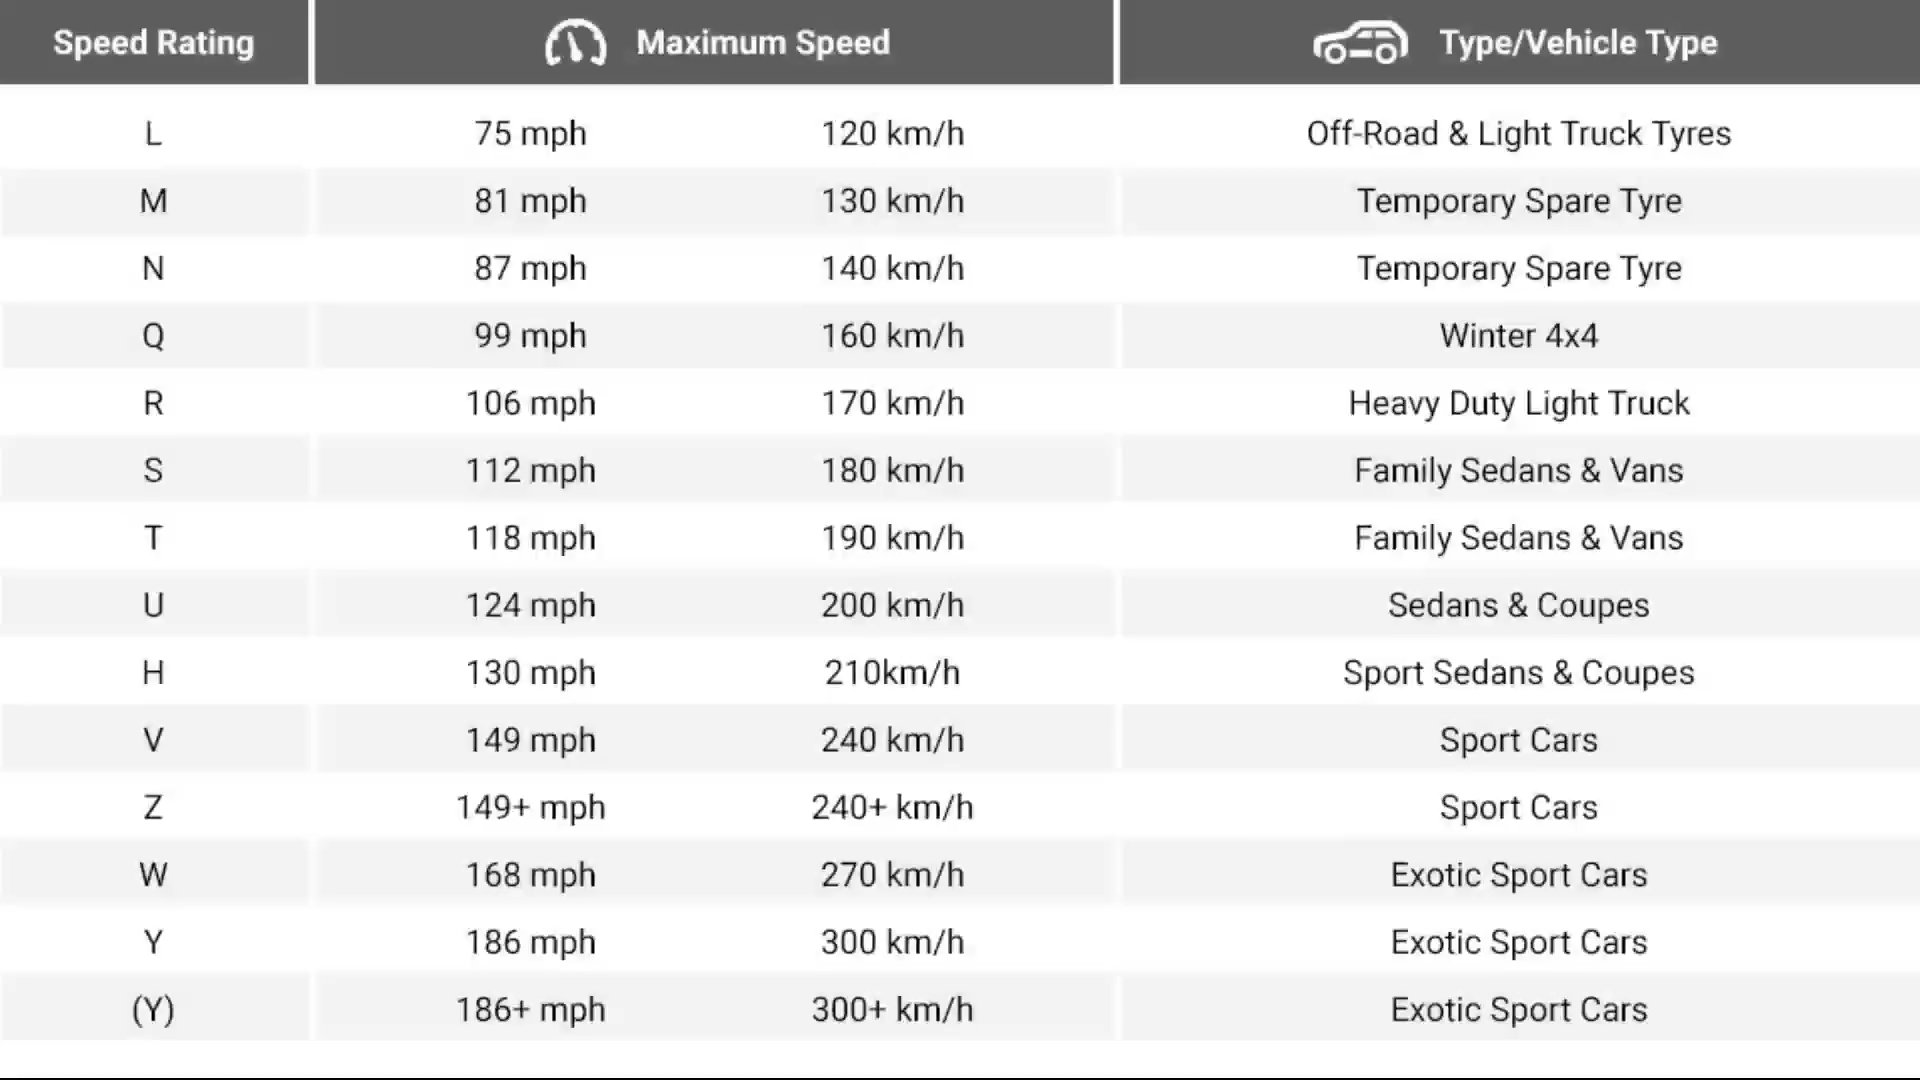 Speed Rating Maximum Speed Type/Vehicle Type
L 75 mph 120 km/h Off-Road & Light Truck Tyres
M 81 mph 130 km/h Temporary Spare Tyre
N 87 mph 140 km/h Temporary Spare Tyre
Q 99 mph 160 km/h Winter 4x4
R 106 mph 170 km/h Heavy Duty Light Truck
S 112 mph 180 km/h Family Sedans & Vans
T 118 mph 190 km/h Family Sedans & Vans
U 124 mph 200 km/h Sedans & Coupes
H 130 mph 210km/h Sport Sedans & Coupes
V 149 mph 240 km/h Sport Cars
Z 149+ mph 240+ km/h Sport Cars
W 168 mph 270 km/h Exotic Sport Cars
Y 186 mph 300 km/h Exotic Sport Cars
(Y) 186+ mph 300+ km/h Exotic Sport Cars